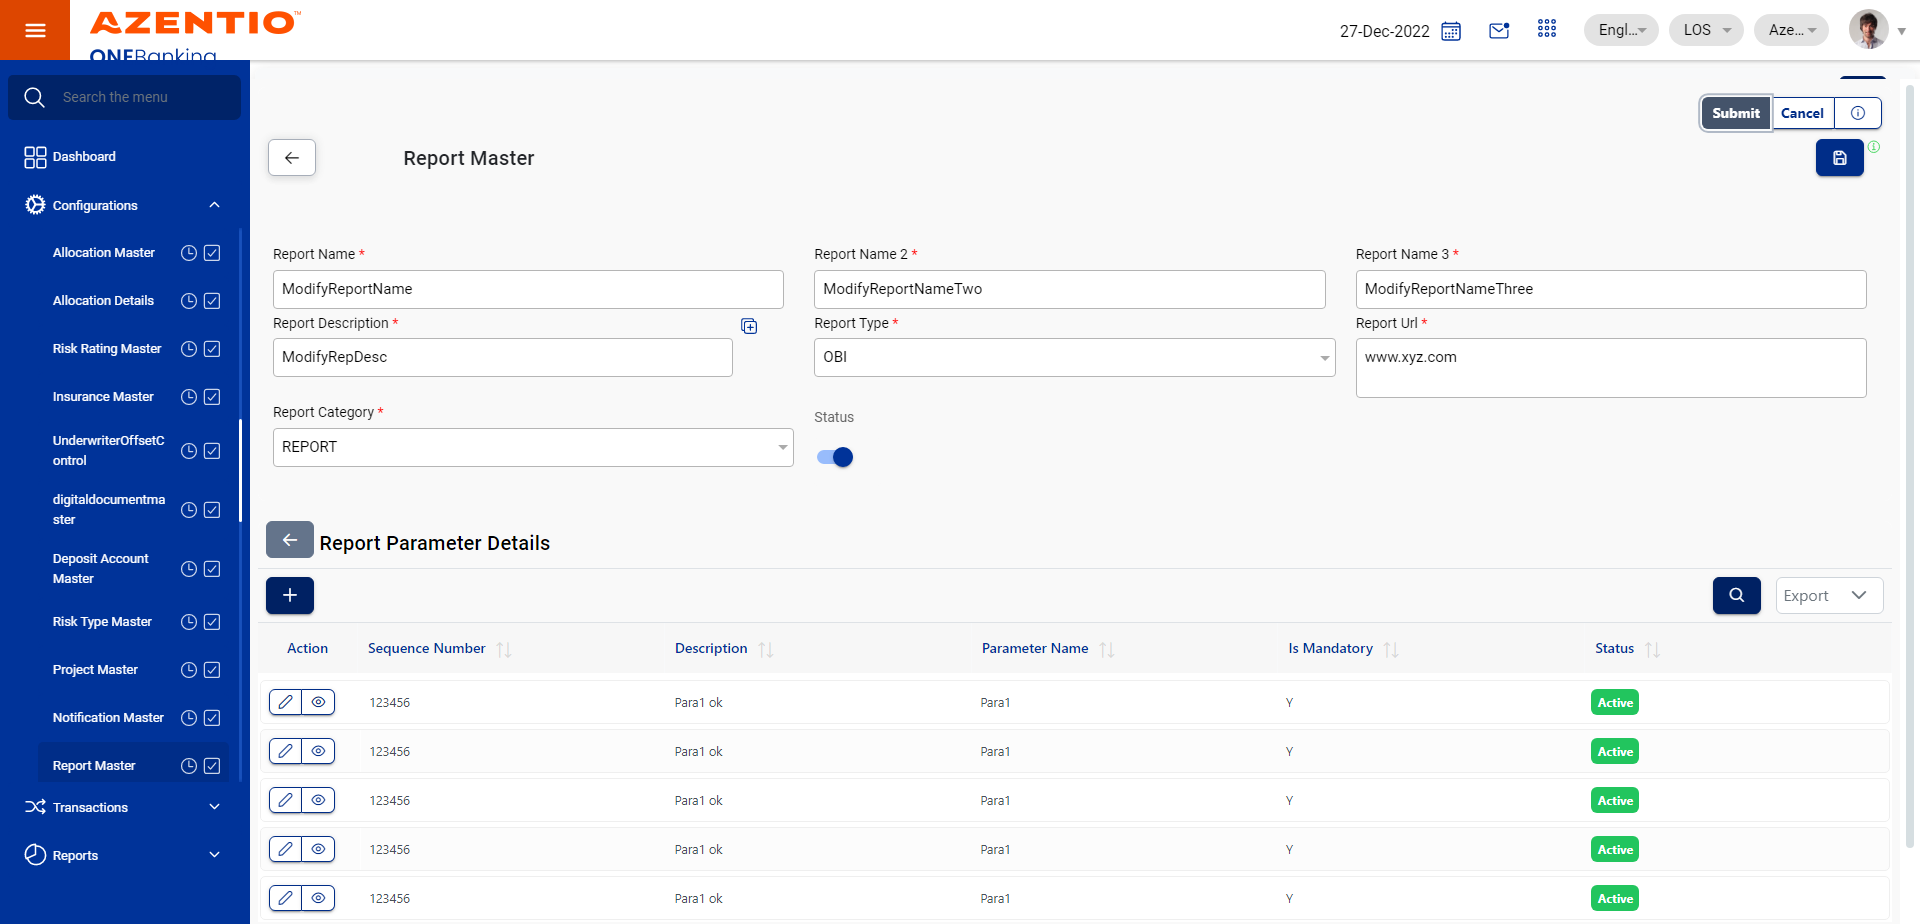 AZENTIO™
ONEBanking
27-Dec-2022
Engl...
LOS
Aze...
Search the menu
Dashboard
Configurations
Allocation Master
Allocation Details
Risk Rating Master
Insurance Master
UnderwriterOffsetC
ontrol
digitaldocumentma
ster
Deposit Account
Master
Risk Type Master
Project Master
Notification Master
Report Master
Transactions
Reports
Submit
Cancel
Report Master
Report Name *
ModifyReportName
Report Name 2 *
ModifyReportNameTwo
Report Name 3 *
ModifyReportNameThree
Report Description *
ModifyRepDesc
Report Type *
OBI
Report Url *
www.xyz.com
Report Category *
REPORT
Status
Report Parameter Details
Export
Action Sequence Number Description Parameter Name Is Mandatory Status
123456 Para1 ok Para1 Y Active
123456 Para1 ok Para1 Y Active
123456 Para1 ok Para1 Y Active
123456 Para1 ok Para1 Y Active
123456 Para1 ok Para1 Y Active